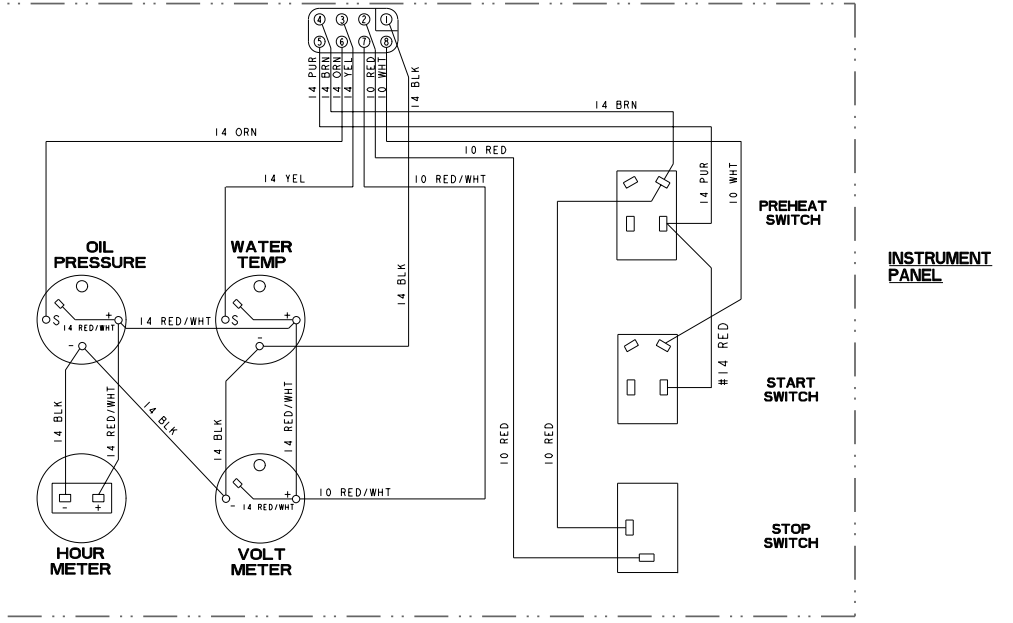 4 3 2 1
5 6 7 8
14 PUR
14 BRN
14 ORN
14 YEL
10 RED
10 WHT
14 BLK
14 BRN
14 ORN
10 RED
14 YEL
10 RED/WHT
14 PUR
10 WHT
PREHEAT
SWITCH
OIL
PRESSURE
WATER
TEMP
INSTRUMENT
PANEL
14 BLK
S
+
14 RED/WHT
-
14 RED/WHT
S
+
-
#14 RED
START
SWITCH
14 BLK
14 RED/WHT
14 BLK
14 BLK
14 RED/WHT
10 RED
10 RED
- +
- +
14 RED/WHT
10 RED/WHT
STOP
SWITCH
HOUR
METER
VOLT
METER